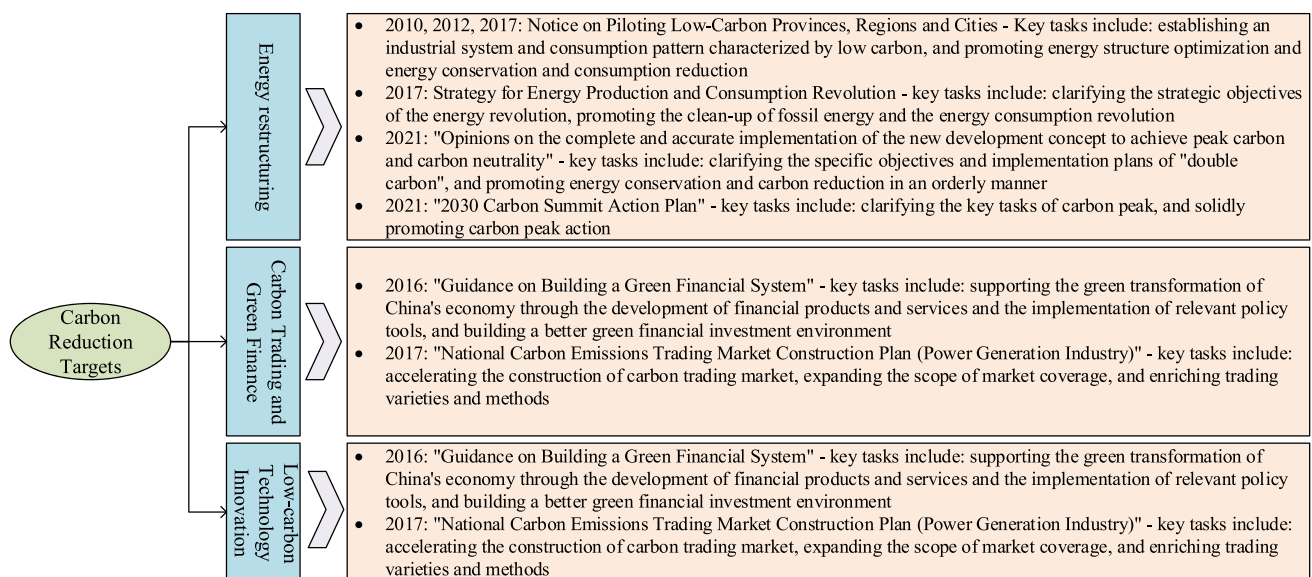 Carbon
Reduction
Targets
Energy restructuring
• 2010, 2012, 2017: Notice on Piloting Low-Carbon Provinces, Regions and Cities - Key tasks include: establishing an
industrial system and consumption pattern characterized by low carbon, and promoting energy structure optimization and
energy conservation and consumption reduction
• 2017: Strategy for Energy Production and Consumption Revolution - key tasks include: clarifying the strategic objectives
of the energy revolution, promoting the clean-up of fossil energy and the energy consumption revolution
• 2021: "Opinions on the complete and accurate implementation of the new development concept to achieve peak carbon
and carbon neutrality" - key tasks include: clarifying the specific objectives and implementation plans of "double
carbon", and promoting energy conservation and carbon reduction in an orderly manner
• 2021: "2030 Carbon Summit Action Plan" - key tasks include: clarifying the key tasks of carbon peak, and solidly
promoting carbon peak action
Carbon Trading and
Green Finance
• 2016: "Guidance on Building a Green Financial System" - key tasks include: supporting the green transformation of
China's economy through the development of financial products and services and the implementation of relevant policy
tools, and building a better green financial investment environment
• 2017: "National Carbon Emissions Trading Market Construction Plan (Power Generation Industry)" - key tasks include:
accelerating the construction of carbon trading market, expanding the scope of market coverage, and enriching trading
varieties and methods
Low-carbon
Technology
Innovation
• 2016: "Guidance on Building a Green Financial System" - key tasks include: supporting the green transformation of
China's economy through the development of financial products and services and the implementation of relevant policy
tools, and building a better green financial investment environment
• 2017: "National Carbon Emissions Trading Market Construction Plan (Power Generation Industry)" - key tasks include:
accelerating the construction of carbon trading market, expanding the scope of market coverage, and enriching trading
varieties and methods